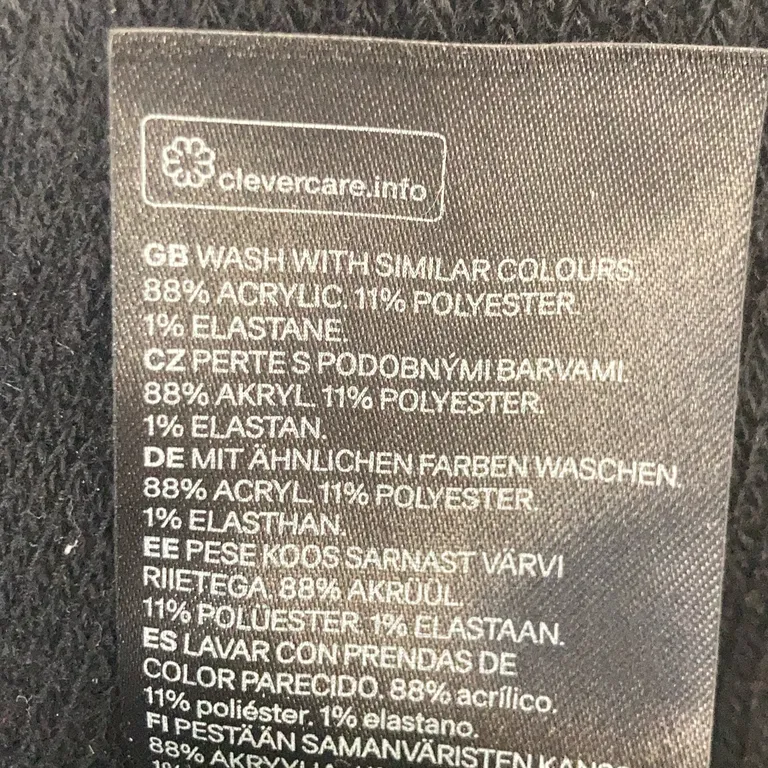 clevercare.info
GB WASH WITH SIMILAR COLOURS.
88% ACRYLIC. 11% POLYESTER.
1% ELASTANE.
CZ PERTE S PODOBNÝMI BARVAMI.
88% AKRYL. 11% POLYESTER.
1% ELASTAN.
DE MIT ÄHNLICHEN FARBEN WASCHEN.
88% ACRYL. 11% POLYESTER.
1% ELASTHAN.
EE PESE KOOS SARNAST VÄRVI
RIIETEGA. 88% AKRÜÜL.
11% POLÜESTER. 1% ELASTAAN.
ES LAVAR CON PRENDAS DE
COLOR PARECIDO. 88% acrílico.
11% poliéster. 1% elastano.
FI PESTÄÄN SAMANVÄRISTEN
88%